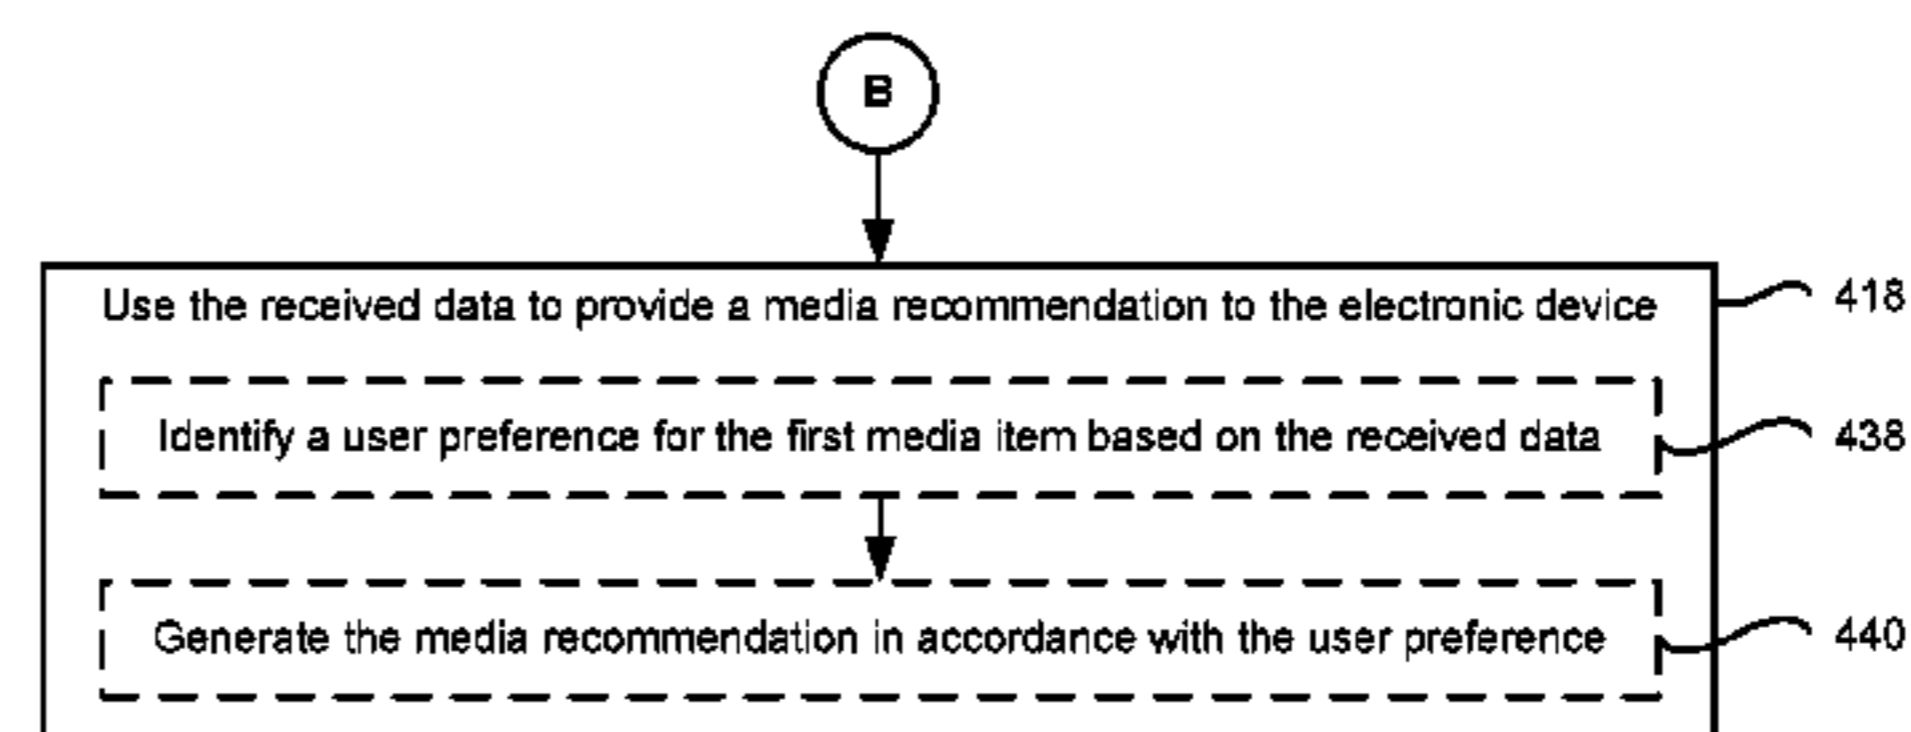 B
Use the received data to provide a media recommendation to the electronic device
418
Identify a user preference for the first media item based on the received data
438
Generate the media recommendation in accordance with the user preference
440